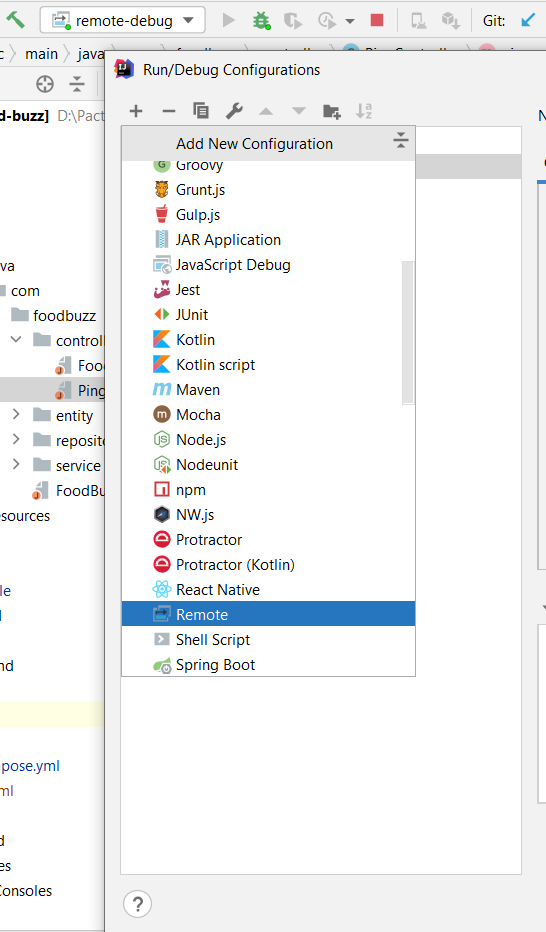 remote-debug
Git:
main
java
Run/Debug Configurations
d-buzz] D:\Pact
Add New Configuration
Groovy
Grunt.js
Gulp.js
JAR Application
JavaScript Debug
Jest
JUnit
Kotlin
Kotlin script
Maven
Mocha
Node.js
Nodeunit
npm
NW.js
Protractor
Protractor (Kotlin)
React Native
Remote
Shell Script
Spring Boot
va
com
foodbuzz
controll
Foo
Ping
entity
reposito
service
FoodBu
esources
le
nd
pose.yml
ml
d
es
Consoles
?